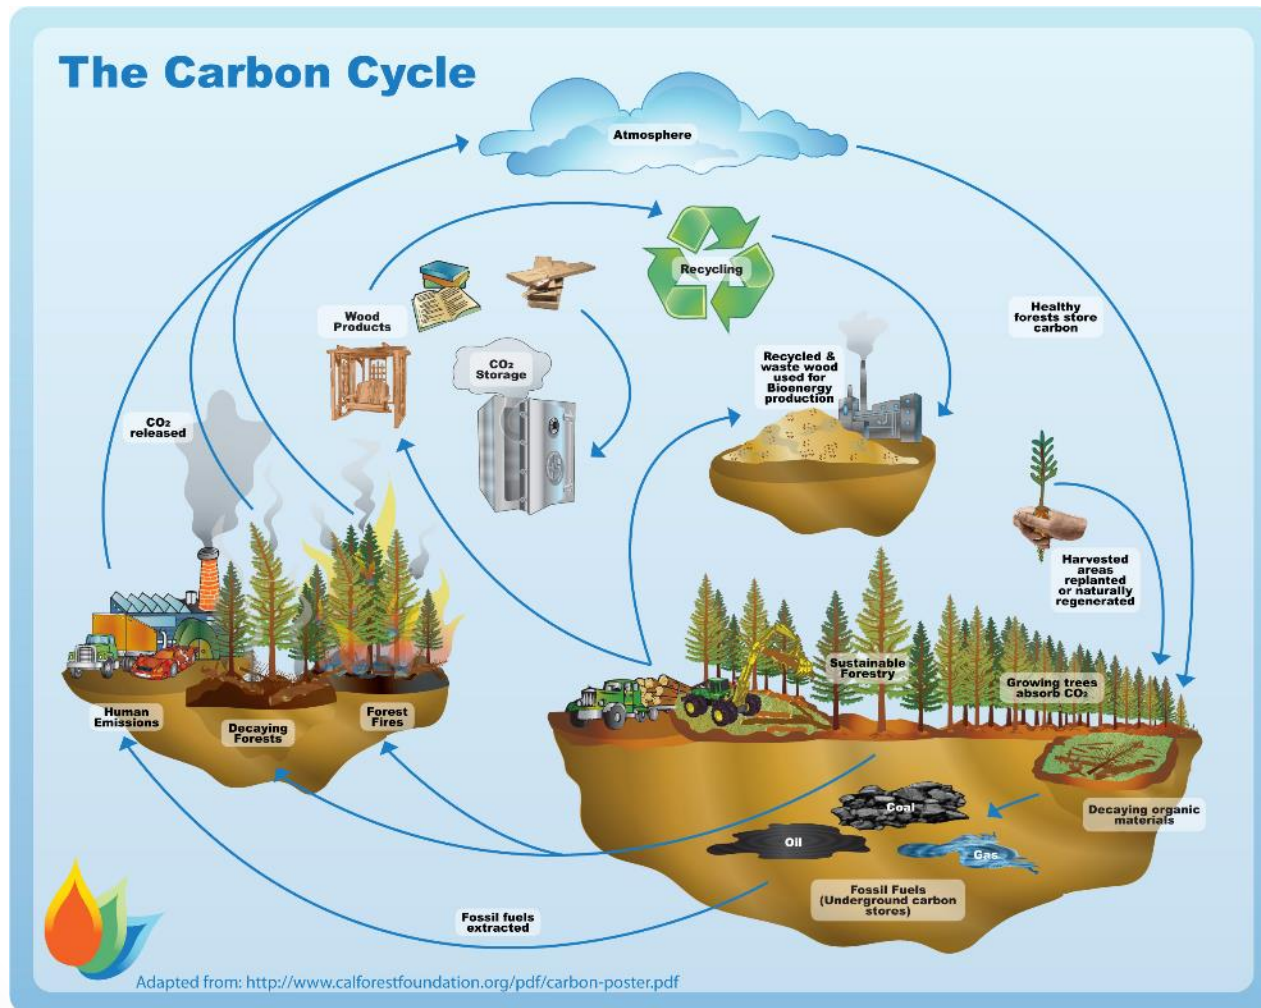 The Carbon Cycle
Atmosphere
Recycling
Wood
Products
CO₂
Storage
Recycled &
waste wood
used for
Bioenergy
production
Healthy
forests store
carbon
CO₂
released
Harvested
areas
replanted
or naturally
regenerated
Sustainable
Forestry
Growing trees
absorb CO₂
Human
Emissions
Decaying
Forests
Forest
Fires
Decaying organic
materials
Coal
Oil
Gas
Fossil Fuels
(Underground carbon
stores)
Fossil fuels
extracted
Adapted from: http://www.calforestfoundation.org/pdf/carbon-poster.pdf